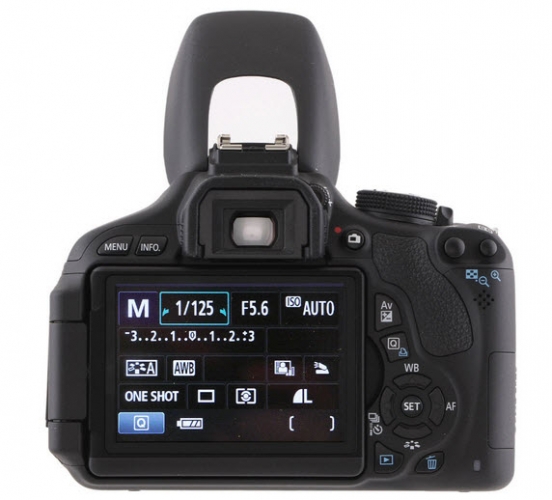 MENU INFO.
M 1/125 F5.6 ISO AUTO
-3..2..1..0..1..2.:3
A AWB
ONE SHOT L
Q
Av
Q
WB
SET AF